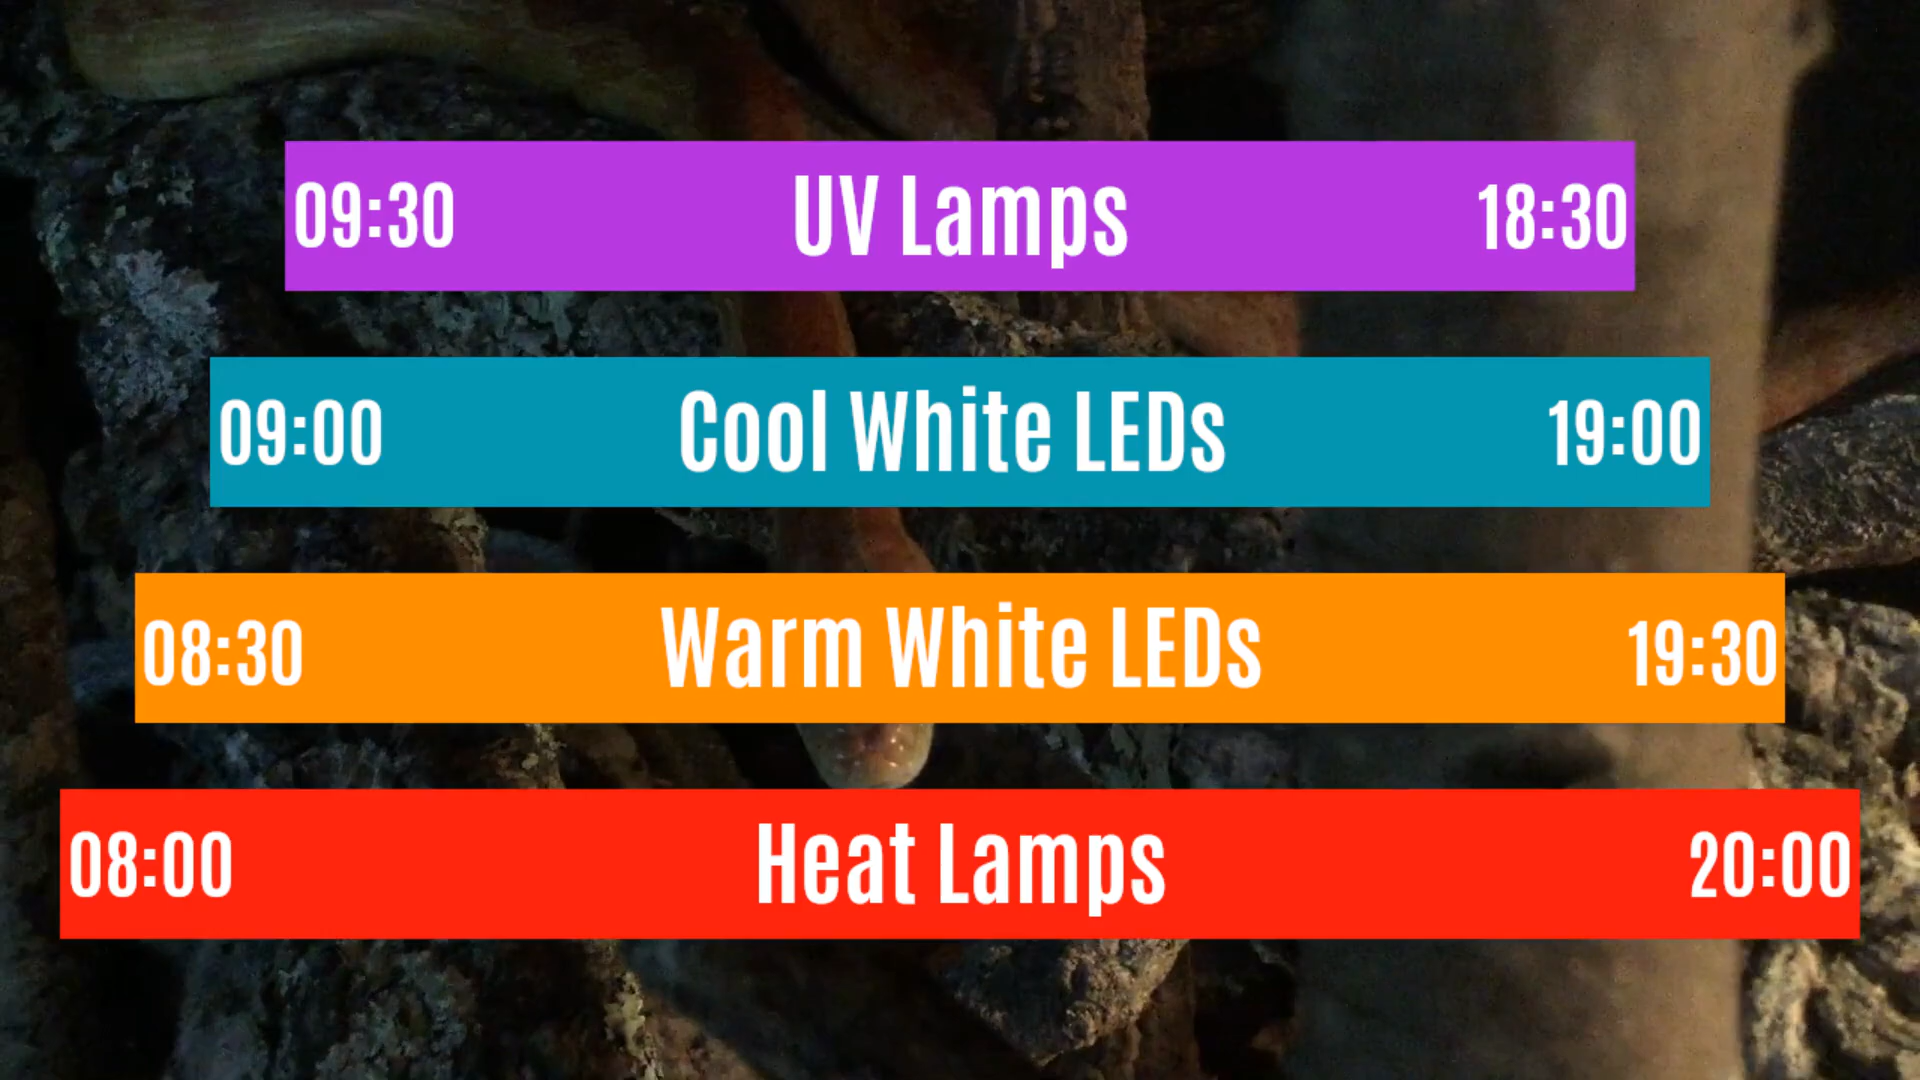 09:30 UV Lamps 18:30
09:00 Cool White LEDs 19:00
08:30 Warm White LEDs 19:30
08:00 Heat Lamps 20:00